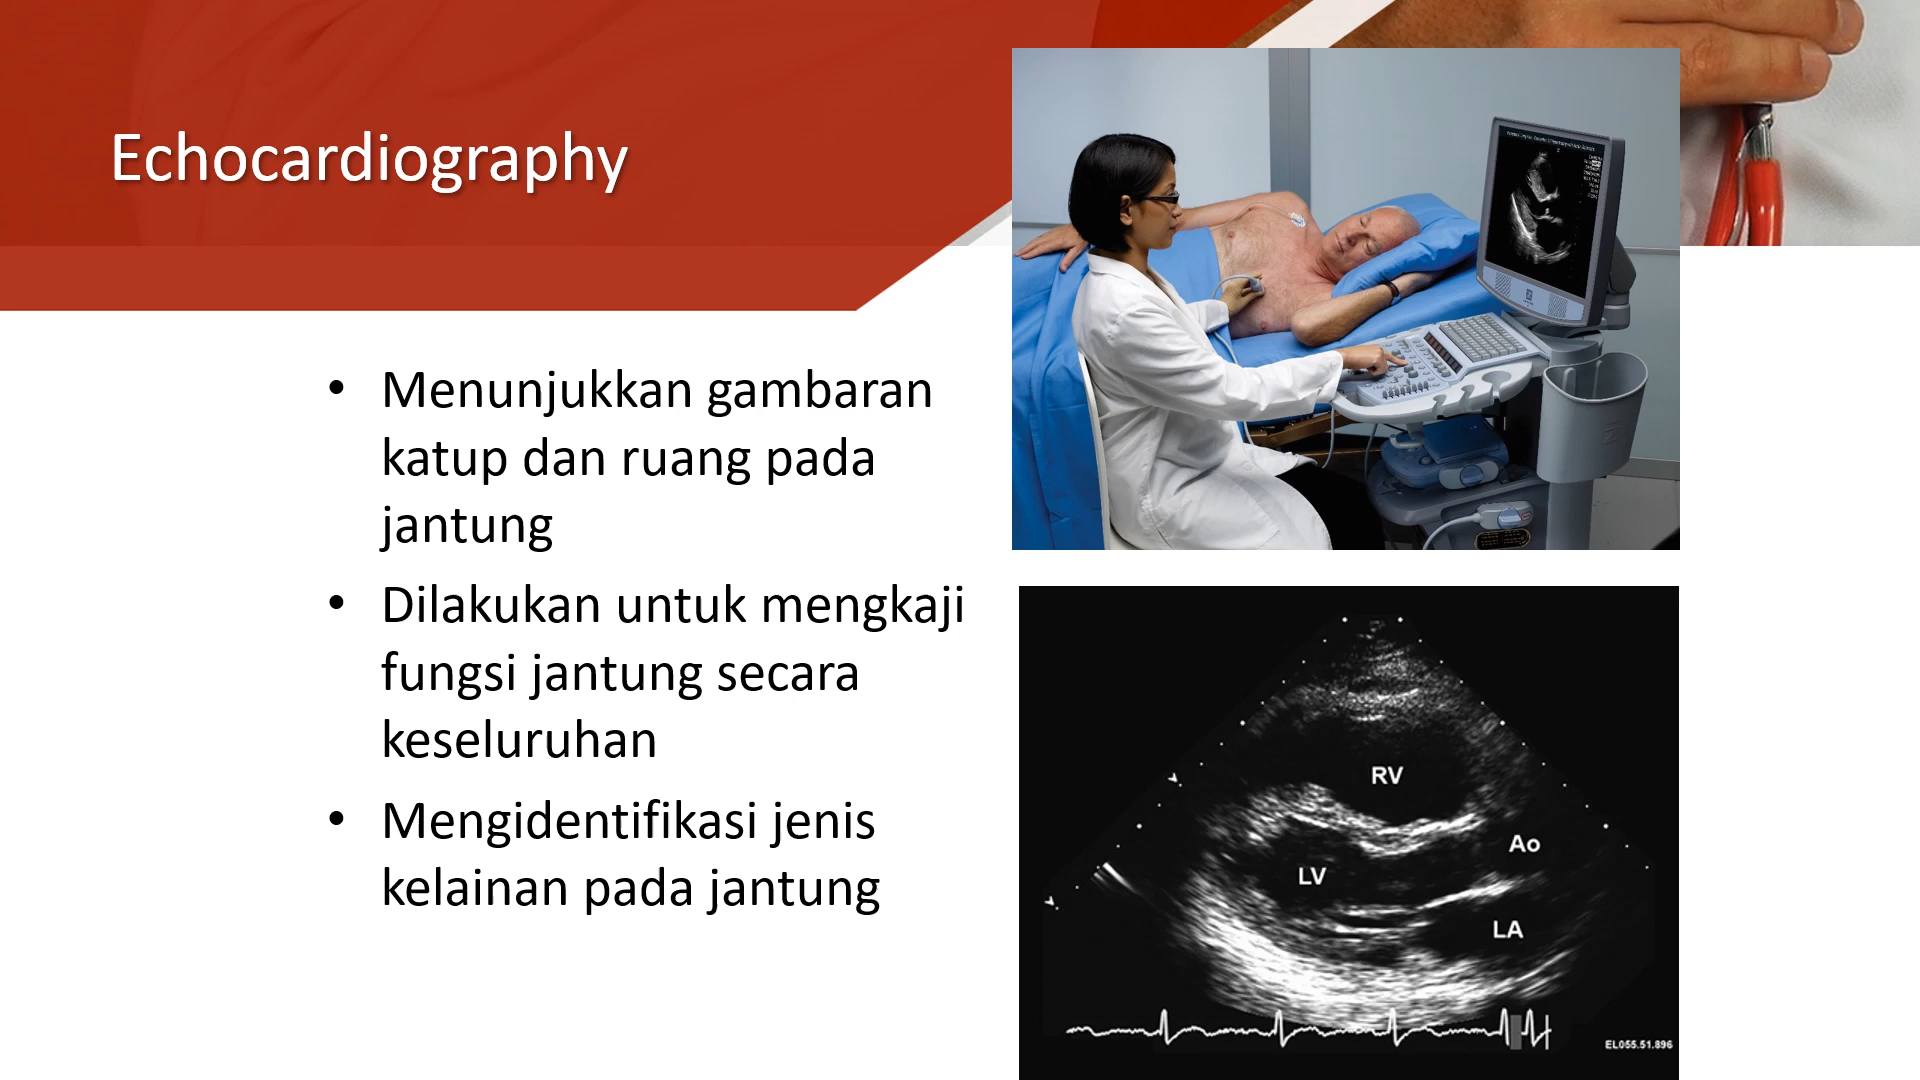 Echocardiography
• Menunjukkan gambaran
katup dan ruang pada
jantung
• Dilakukan untuk mengkaji
fungsi jantung secara
keseluruhan
• Mengidentifikasi jenis
kelainan pada jantung
RV
Ao
LV
LA
EL055.51.896